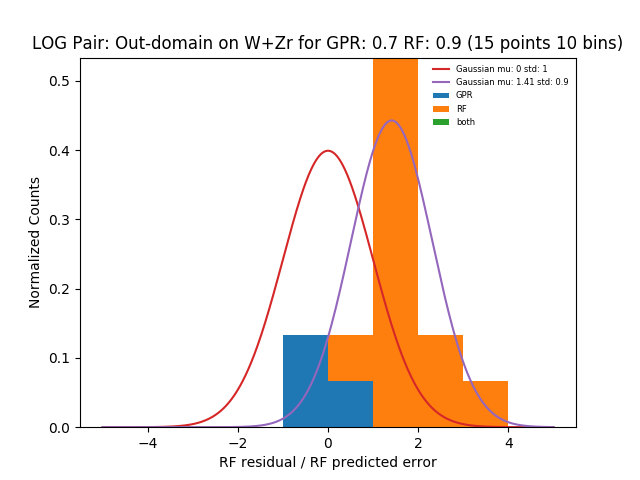 LOG Pair: Out-domain on W+Zr for GPR: 0.7 RF: 0.9 (15 points 10 bins)
Gaussian mu: 0 std: 1
Gaussian mu: 1.41 std: 0.9
GPR
RF
both
0.5
0.4
0.3
0.2
0.1
0.0
Normalized Counts
−4
−2
0
2
4
RF residual / RF predicted error